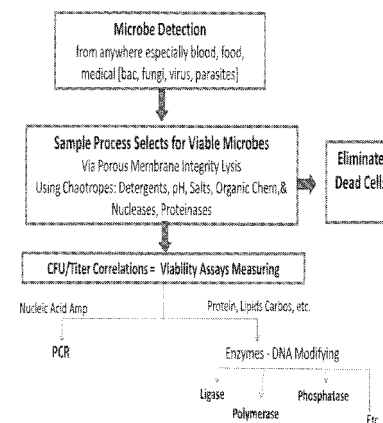 Microbe Detection
from anywhere especially blood, food,
medical [bac, fungi, virus, parasites]
Sample Process Selects for Viable Microbes
Via Porous Membrane Integrity Lysis
Using Chaotropes: Detergents, pH, Salts, Organic Chem,&
Nucleases, Proteinases
Eliminate
Dead Cell
CFU/Titer Correlations = Viability Assays Measuring
Nucleic Acid Amp
Protein, Lipids Carbos, etc.
PCR
Enzymes - DNA Modifying
Ligase
Phosphatase
Polymerase
Etc